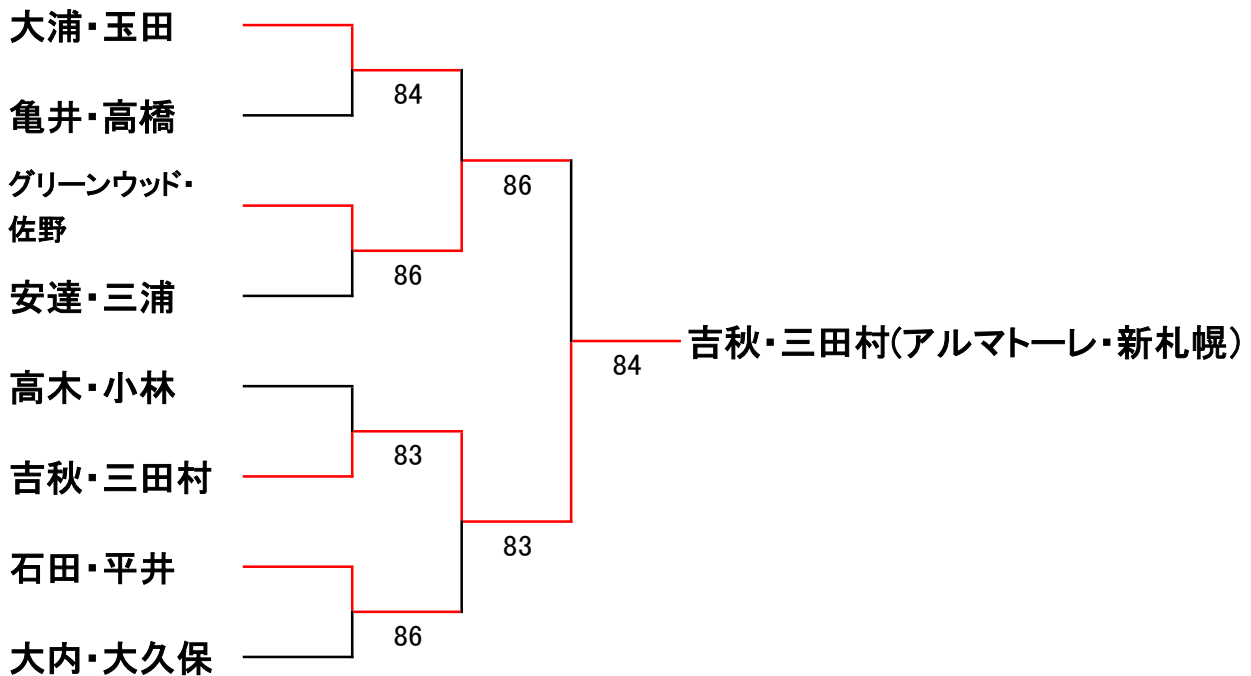 大浦・玉田
84
亀井・高橋
グリーンウッド・
佐野
86
86
安達・三浦
吉秋・三田村(アルマトーレ・新札幌)
84
高木・小林
83
吉秋・三田村
83
石田・平井
86
大内・大久保